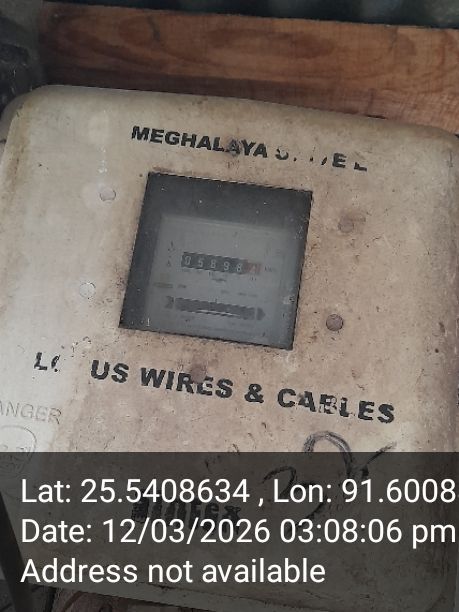 MEGHALAYA
05898
L US WIRES & CABLES
ANGER
Lat: 25.5408634 , Lon: 91.6008
Date: 12/03/2026 03:08:06 pm
Address not available